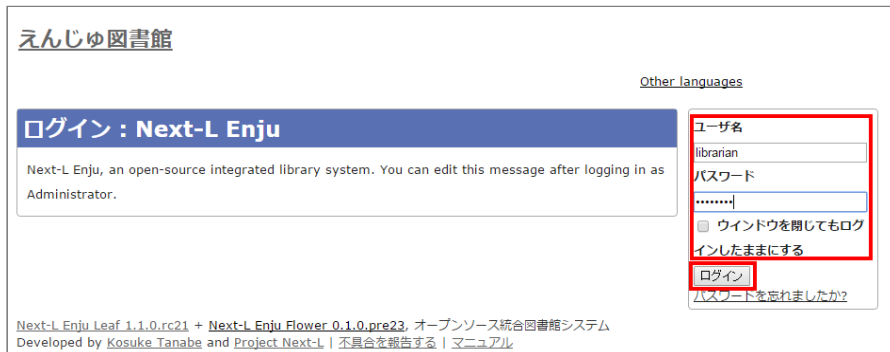 えんじゅ図書館
Other languages
ログイン : Next-L Enju
Next-L Enju, an open-source integrated library system. You can edit this message after logging in as
Administrator.
ユーザ名
librarian
パスワード
••••••••
ウインドウを閉じてもログ
インしたままにする
ログイン
パスワードを忘れましたか?
Next-L Enju Leaf 1.1.0.rc21 + Next-L Enju Flower 0.1.0.pre23, オープンソース統合図書館システム
Developed by Kosuke Tanabe and Project Next-L | 不具合を報告する | マニュアル